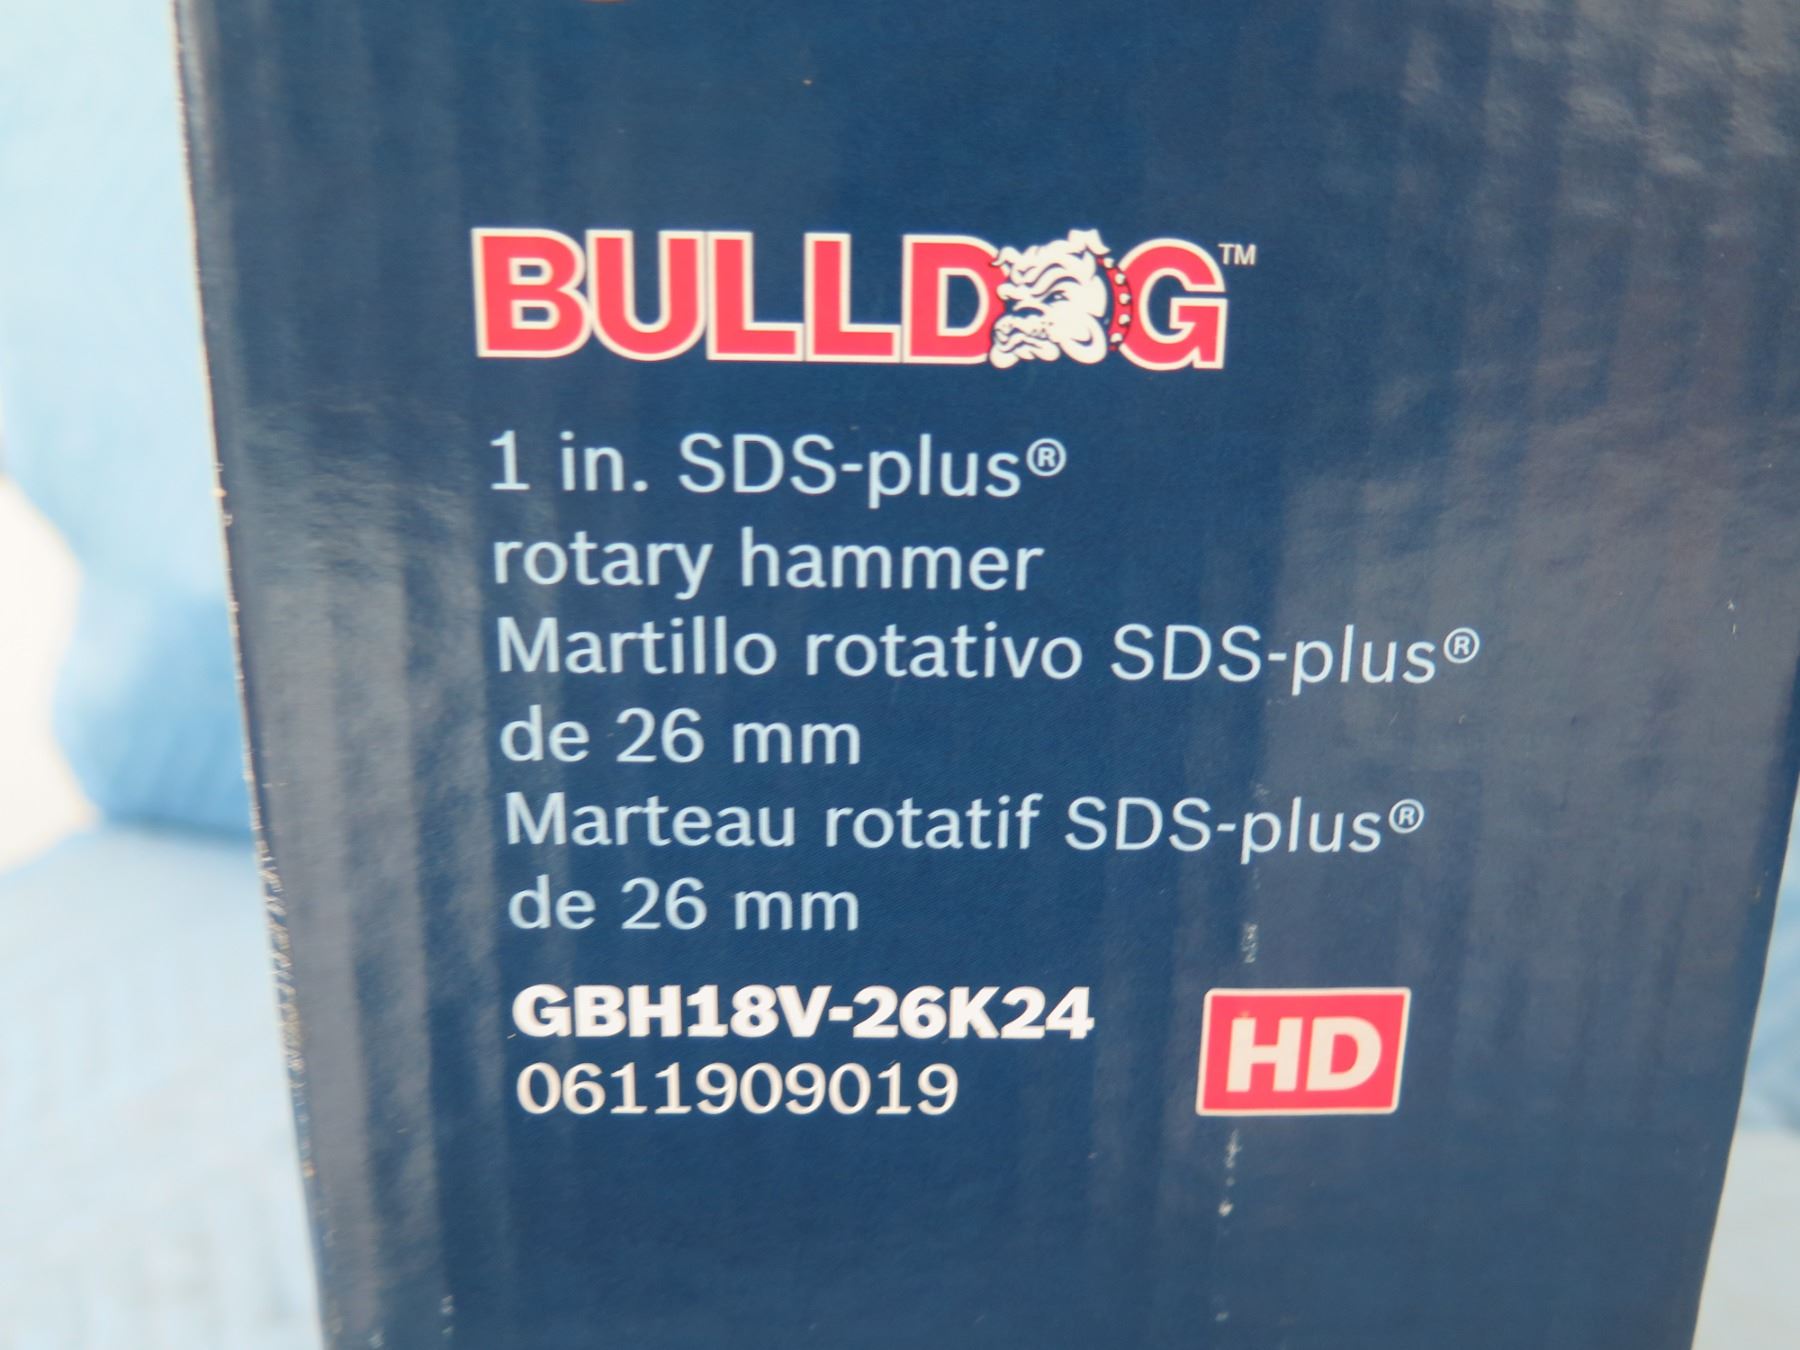 BULLDOG™
1 in. SDS-plus®
rotary hammer
Martillo rotativo SDS-plus®
de 26 mm
Marteau rotatif SDS-plus®
de 26 mm
GBH18V-26K24
0611909019
HD